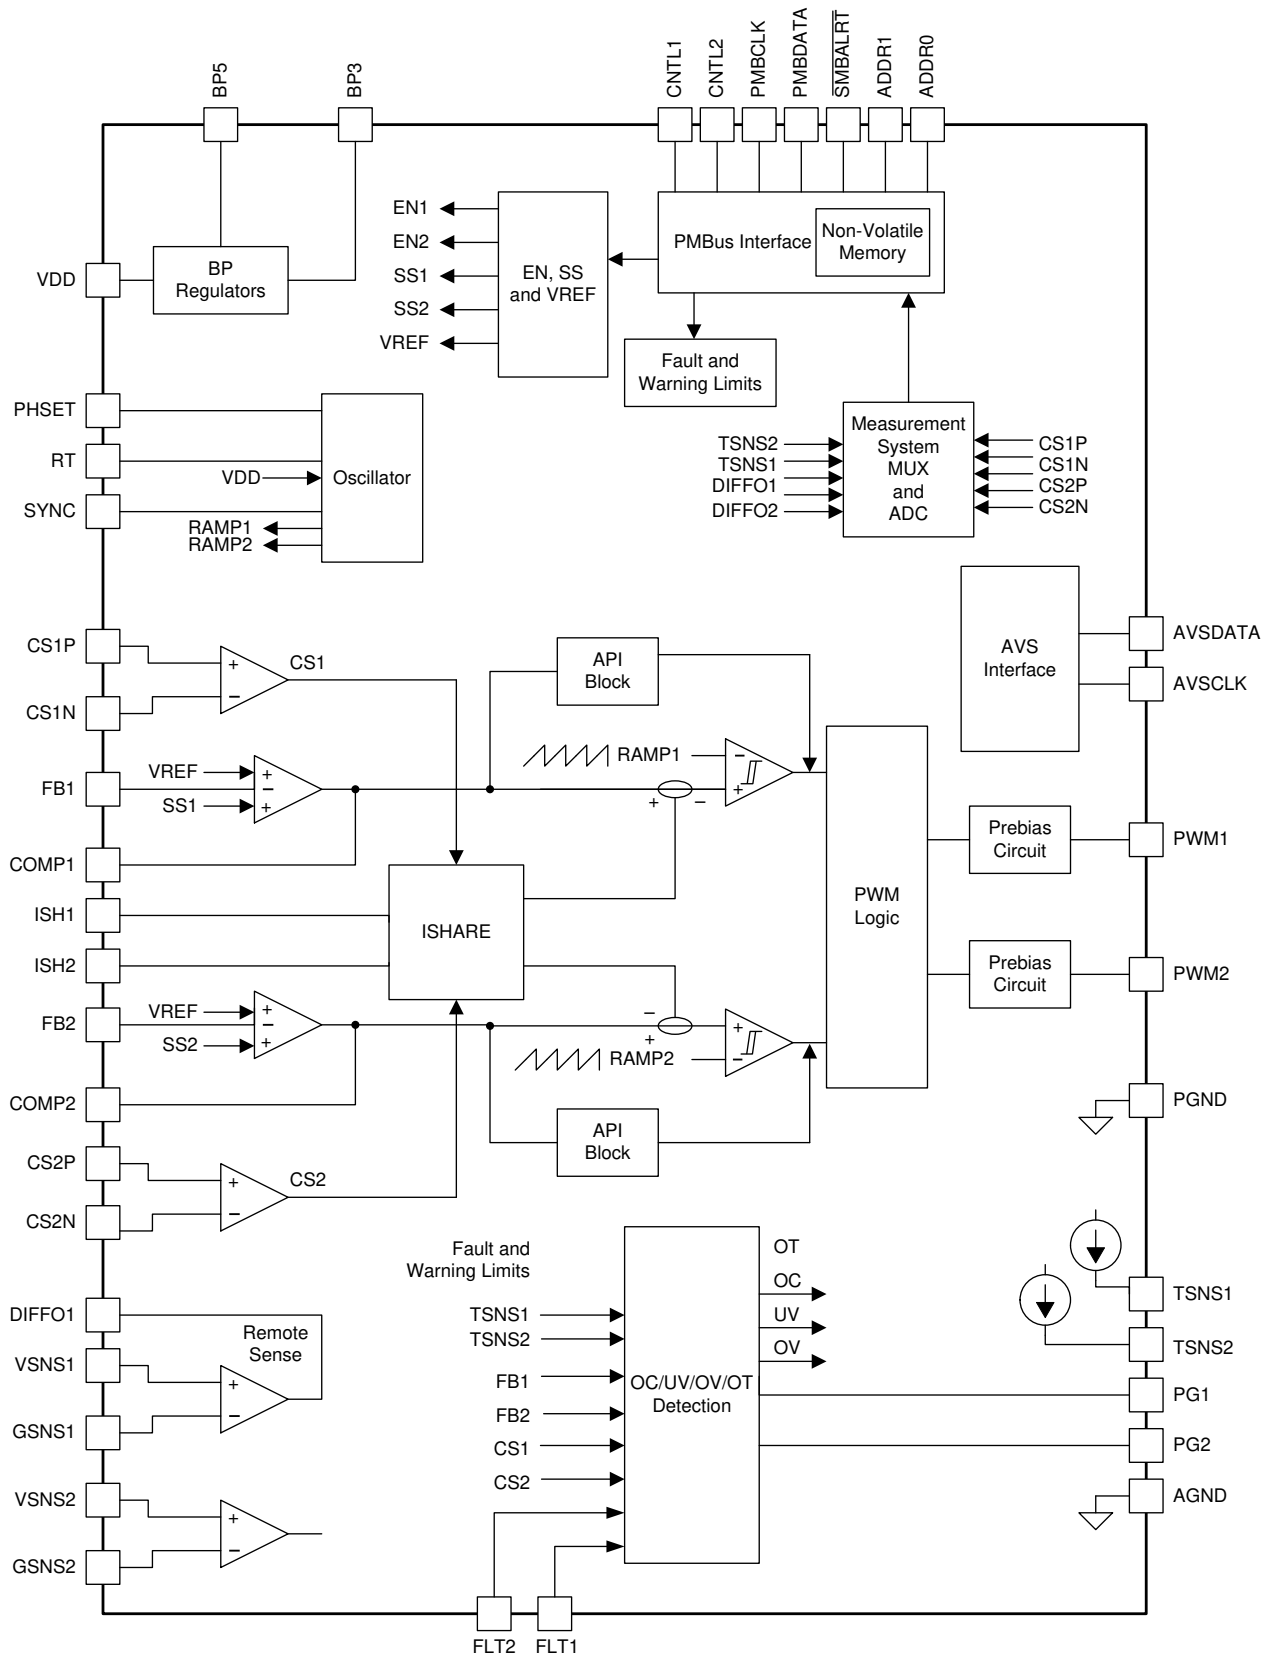 BP5
BP3
CNTL1
CNTL2
PMBCLK
PMBDATA
SMBALRT
ADDR1
ADDR0
VDD
BP
Regulators
EN1
EN2
SS1
SS2
VREF
EN, SS
and VREF
PMBus Interface
Non-Volatile
Memory
Fault and
Warning Limits
PHSET
RT
SYNC
VDD
RAMP1
RAMP2
Oscillator
TSNS2
TSNS1
DIFFO1
DIFFO2
Measurement
System
MUX
and
ADC
CS1P
CS1N
CS2P
CS2N
AVS
Interface
AVSDATA
AVSCLK
CS1P
CS1N
+
−
CS1
API
Block
FB1
VREF
SS1
+
−
+
RAMP1
+
−
−
+
COMP1
ISH1
ISH2
ISHARE
PWM
Logic
Prebias
Circuit
PWM1
Prebias
Circuit
PWM2
FB2
VREF
SS2
+
−
+
−
+
RAMP2
+
−
COMP2
API
Block
PGND
CS2P
CS2N
+
−
CS2
Fault and
Warning Limits
TSNS1
TSNS2
FB1
FB2
CS1
CS2
OC/UV/OV/OT
Detection
OT
OC
UV
OV
TSNS1
TSNS2
PG1
PG2
AGND
DIFFO1
VSNS1
GSNS1
Remote
Sense
+
−
VSNS2
GSNS2
+
−
FLT2
FLT1